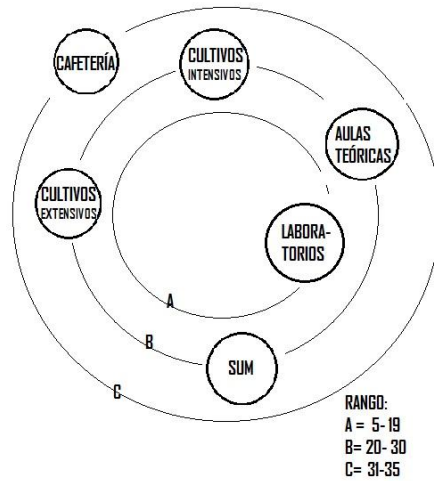 CAFETERÍA
CULTIVOS
INTENSIVOS
AULAS
TEÓRICAS
CULTIVOS
EXTENSIVOS
LABORA-
TORIOS
A
B
SUM
C
RANGO:
A = 5-19
B= 20- 30
C= 31-35